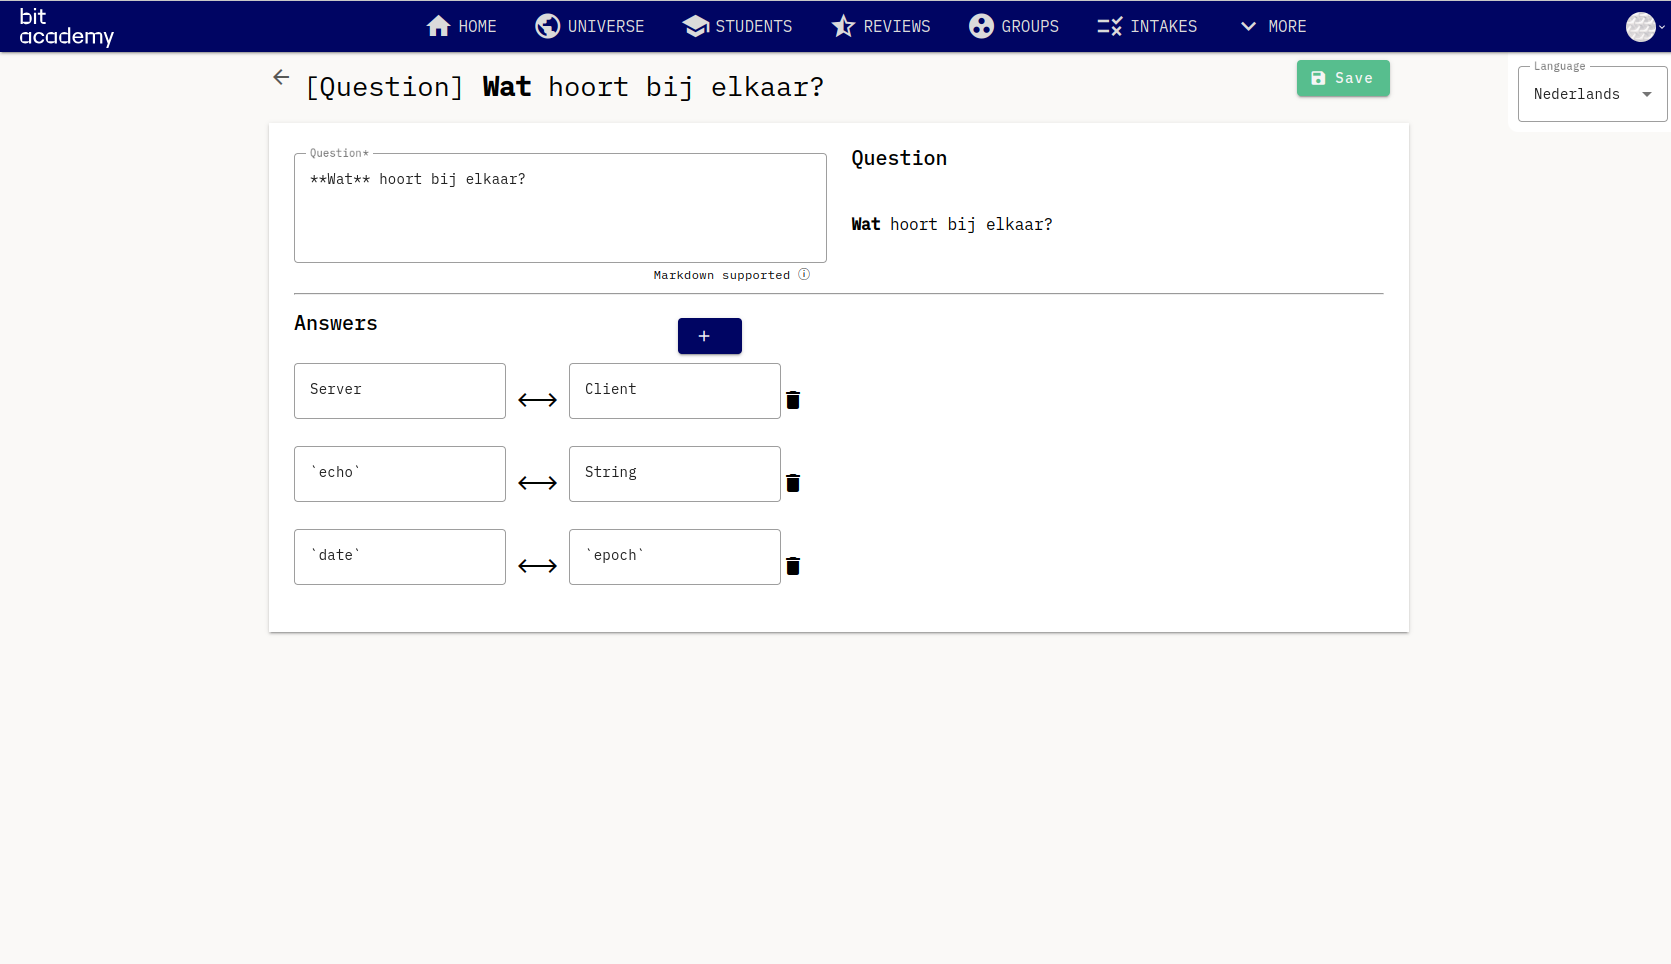 bit
academy
HOME
UNIVERSE
STUDENTS
REVIEWS
GROUPS
INTAKES
MORE
[Question] Wat hoort bij elkaar?
Save
Language
Nederlands
Question*
**Wat** hoort bij elkaar?
Markdown supported
Question
Wat hoort bij elkaar?
Answers
+
Server
Client
`echo`
String
`date`
`epoch`